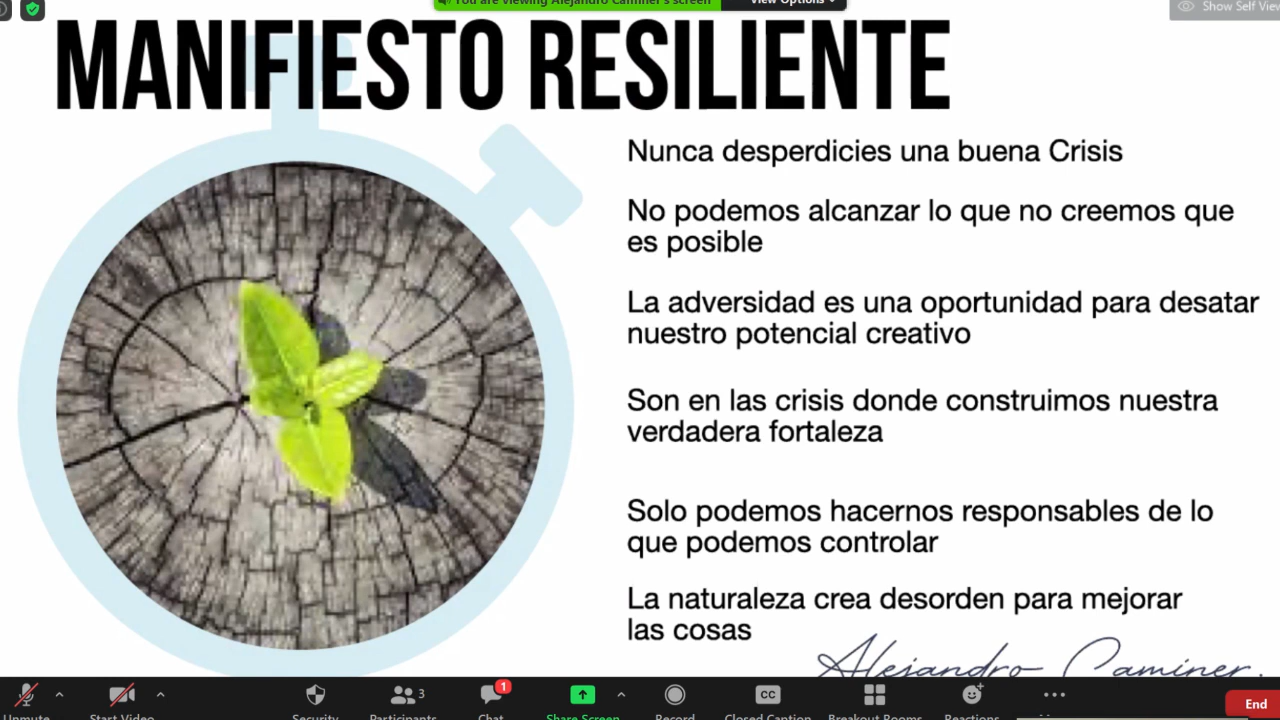 You are viewing Alejandro Caminer's screen
View Options
Show Self View
MANIFIESTO RESILIENTE
Nunca desperdicies una buena Crisis
No podemos alcanzar lo que no creemos que
es posible
La adversidad es una oportunidad para desatar
nuestro potencial creativo
Son en las crisis donde construimos nuestra
verdadera fortaleza
Solo podemos hacernos responsables de lo
que podemos controlar
La naturaleza crea desorden para mejorar
las cosas
Alejandro Caminer.
Unmute
Start Video
Security
Participants
3
Chat
1
Share Screen
Record
CC
Closed Caption
Breakout Rooms
Reactions
End